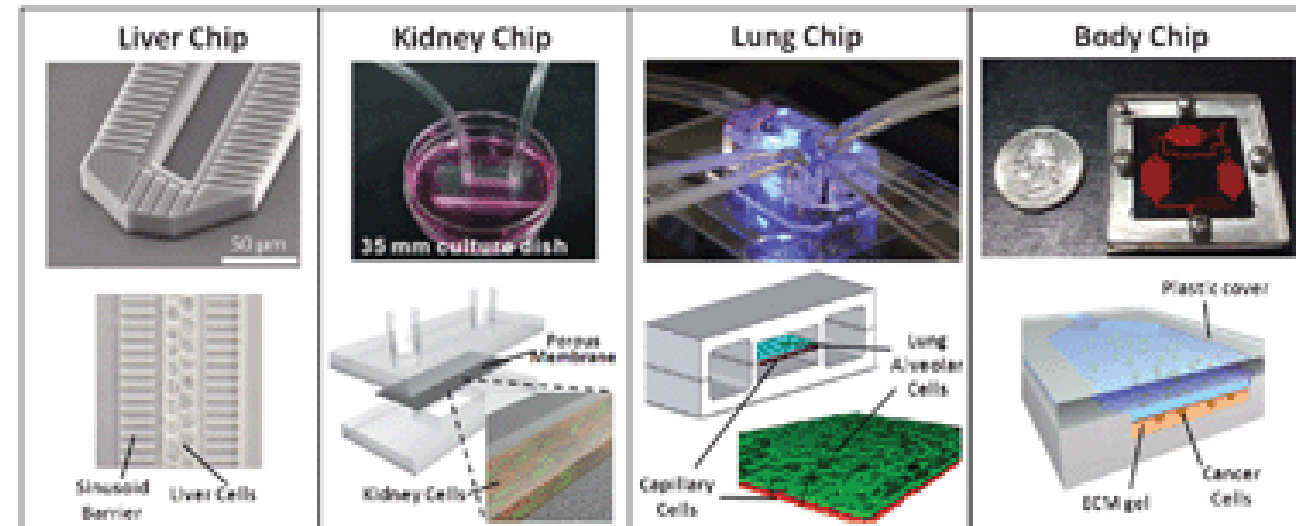 Liver Chip
Kidney Chip
Lung Chip
Body Chip
50 µm
35 mm culture dish
Sinusoid
Barrier
Liver Cells
Porous
Membrane
Kidney Cells
Lung
Alveolar
Cells
Capillary
Cells
Plastic cover
ECM gel
Cancer
Cells